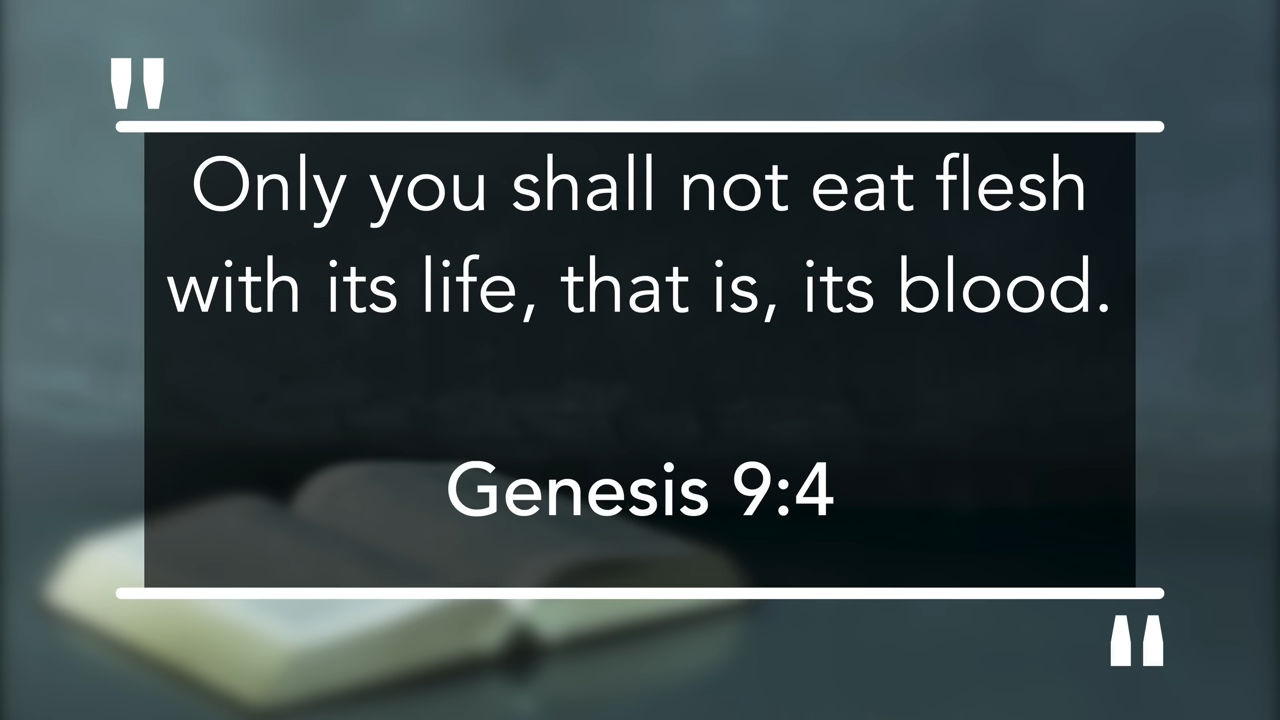 "
Only you shall not eat flesh
with its life, that is, its blood.
Genesis 9:4
"